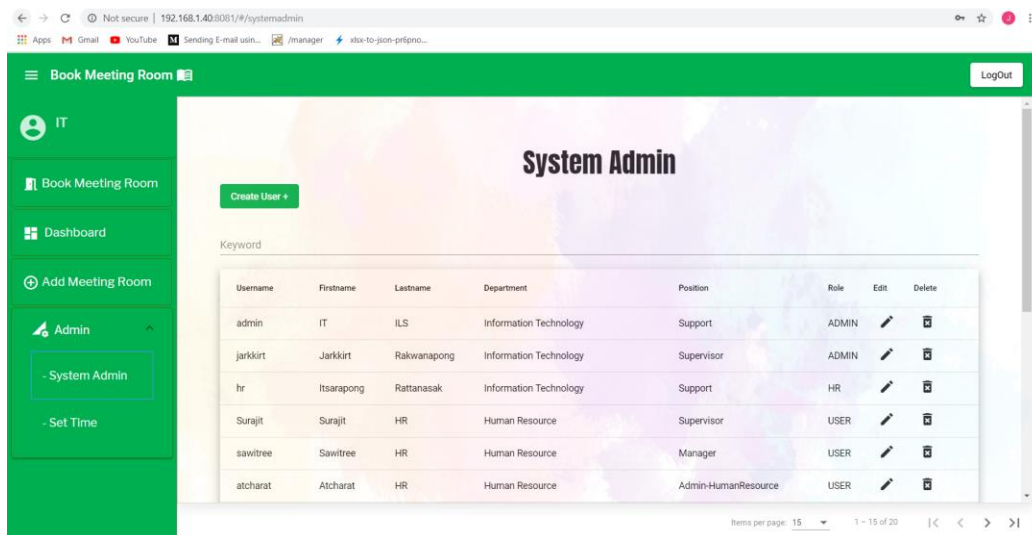 Not secure | 192.168.1.40:8081/#/systemadmin
Apps Gmail YouTube Sending E-mail usin... /manager xlsx-to-json-pr6pno...
Book Meeting Room LogOut
IT
Book Meeting Room
Dashboard
Add Meeting Room
Admin
- System Admin
- Set Time
System Admin
Create User +
Keyword
Username Firstname Lastname Department Position Role Edit Delete
admin IT ILS Information Technology Support ADMIN
jarkkirt Jarkkirt Rakwanapong Information Technology Supervisor ADMIN
hr Itsarapong Rattanasak Information Technology Support HR
Surajit Surajit HR Human Resource Supervisor USER
sawitree Sawitree HR Human Resource Manager USER
atcharat Atcharat HR Human Resource Admin-HumanResource USER
Items per page: 15 1 – 15 of 20